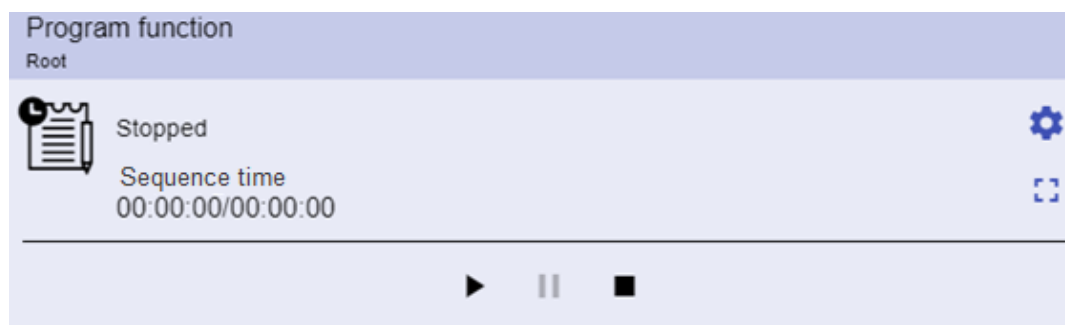 Program function
Root
Stopped
Sequence time
00:00:00/00:00:00